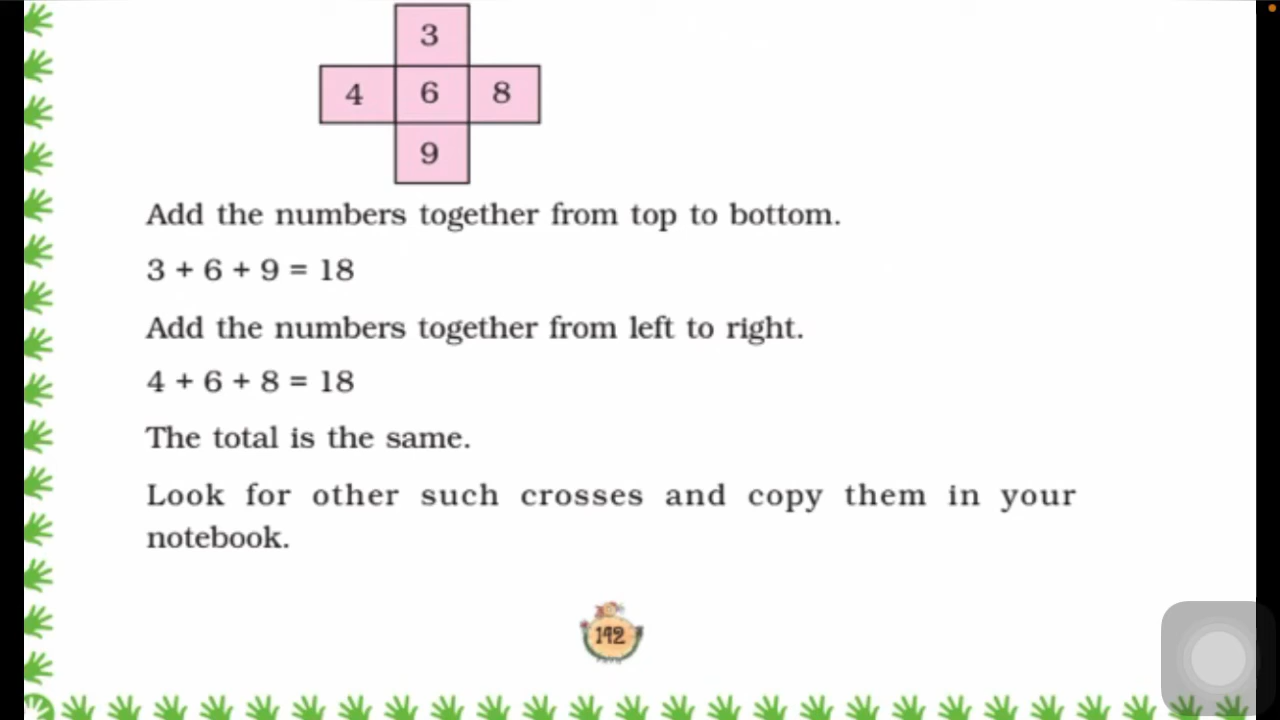 3
4 6 8
9
Add the numbers together from top to bottom.
3 + 6 + 9 = 18
Add the numbers together from left to right.
4 + 6 + 8 = 18
The total is the same.
Look for other such crosses and copy them in your
notebook.
142